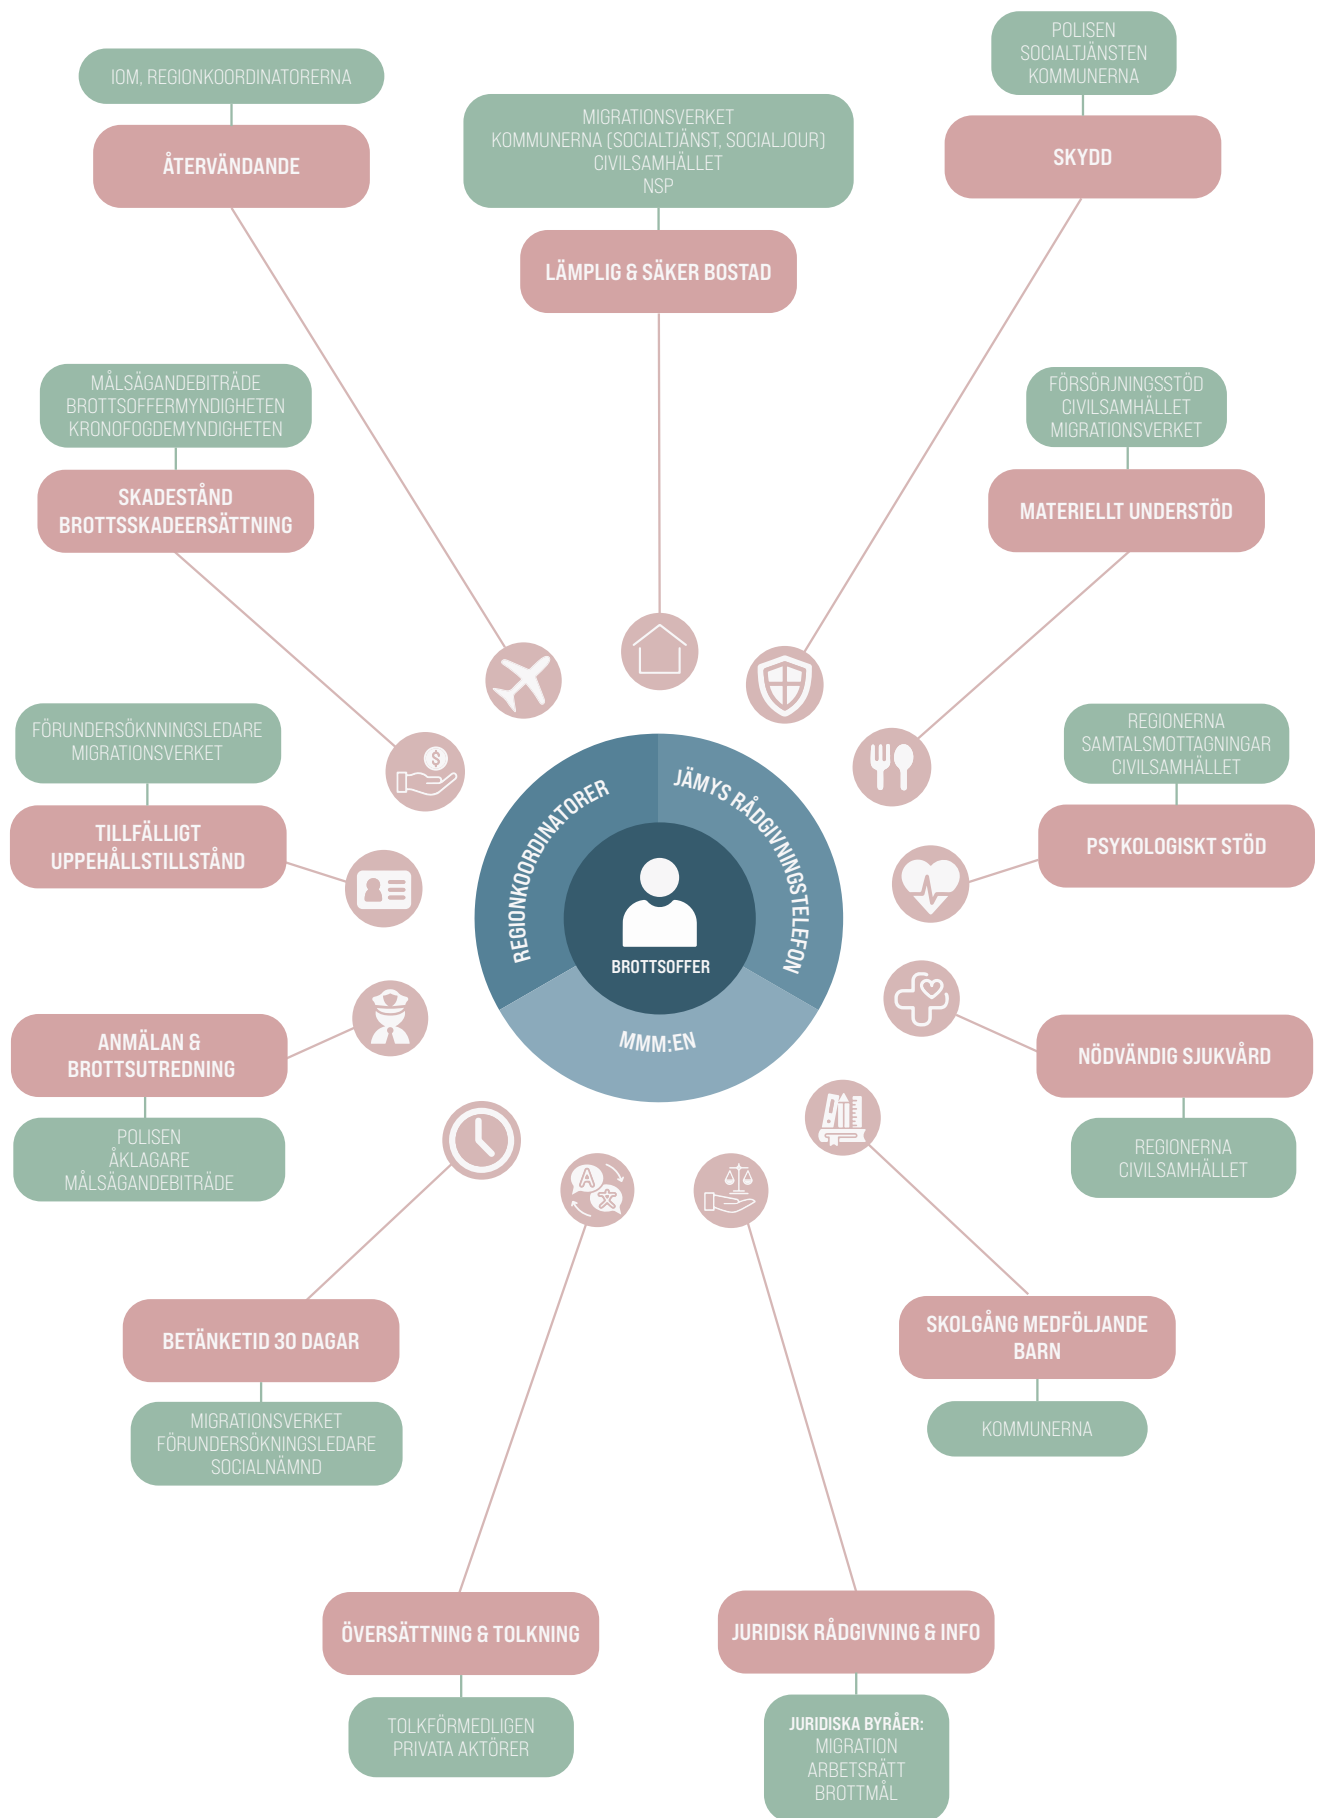 POLISEN
SOCIALTJÄNSTEN
KOMMUNERNA
SKYDD
IOM, REGIONKOORDINATORERNA
ÅTERVÄNDANDE
MIGRATIONSVERKET
KOMMUNERNA (SOCIALTJÄNST, SOCIALJOUR)
CIVILSAMHÄLLET
NSP
LÄMPLIG & SÄKER BOSTAD
MÅLSÄGANDEBITRÄDE
BROTTSOFFERMYNDIGHETEN
KRONOFOGDEMYNDIGHETEN
SKADESTÅND
BROTTSSKADEERSÄTTNING
FÖRSÖRJNINGSSTÖD
CIVILSAMHÄLLET
MIGRATIONSVERKET
MATERIELLT UNDERSTÖD
FÖRUNDERSÖKNNINGSLEDARE
MIGRATIONSVERKET
TILLFÄLLIGT
UPPEHÅLLSTILLSTÅND
REGIONERNA
SAMTALSMOTTAGNINGAR
CIVILSAMHÄLLET
PSYKOLOGISKT STÖD
$
REGIONKOORDINATORER
JÄMYS RÅDGIVNINGSTELEFON
BROTTSOFFER
MMM:EN
ANMÄLAN &
BROTTSUTREDNING
POLISEN
ÅKLAGARE
MÅLSÄGANDEBITRÄDE
NÖDVÄNDIG SJUKVÅRD
REGIONERNA
CIVILSAMHÄLLET
A
文
BETÄNKETID 30 DAGAR
MIGRATIONSVERKET
FÖRUNDERSÖKNINGSLEDARE
SOCIALNÄMND
SKOLGÅNG MEDFÖLJANDE
BARN
KOMMUNERNA
ÖVERSÄTTNING & TOLKNING
TOLKFÖRMEDLIGEN
PRIVATA AKTÖRER
JURIDISK RÅDGIVNING & INFO
JURIDISKA BYRÅER:
MIGRATION
ARBETSRÄTT
BROTTMÅL